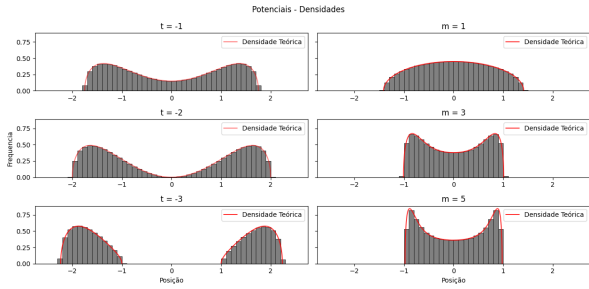 Potenciais - Densidades
t = -1
m = 1
0.75
0.50
0.25
0.00
Densidade Teórica
Densidade Teórica
−2 −1 0 1 2
−2 −1 0 1 2
t = -2
m = 3
Frequencia
0.75
0.50
0.25
0.00
Densidade Teórica
Densidade Teórica
−2 −1 0 1 2
−2 −1 0 1 2
t = -3
m = 5
0.75
0.50
0.25
0.00
Densidade Teórica
Densidade Teórica
−2 −1 0 1 2
−2 −1 0 1 2
Posição
Posição